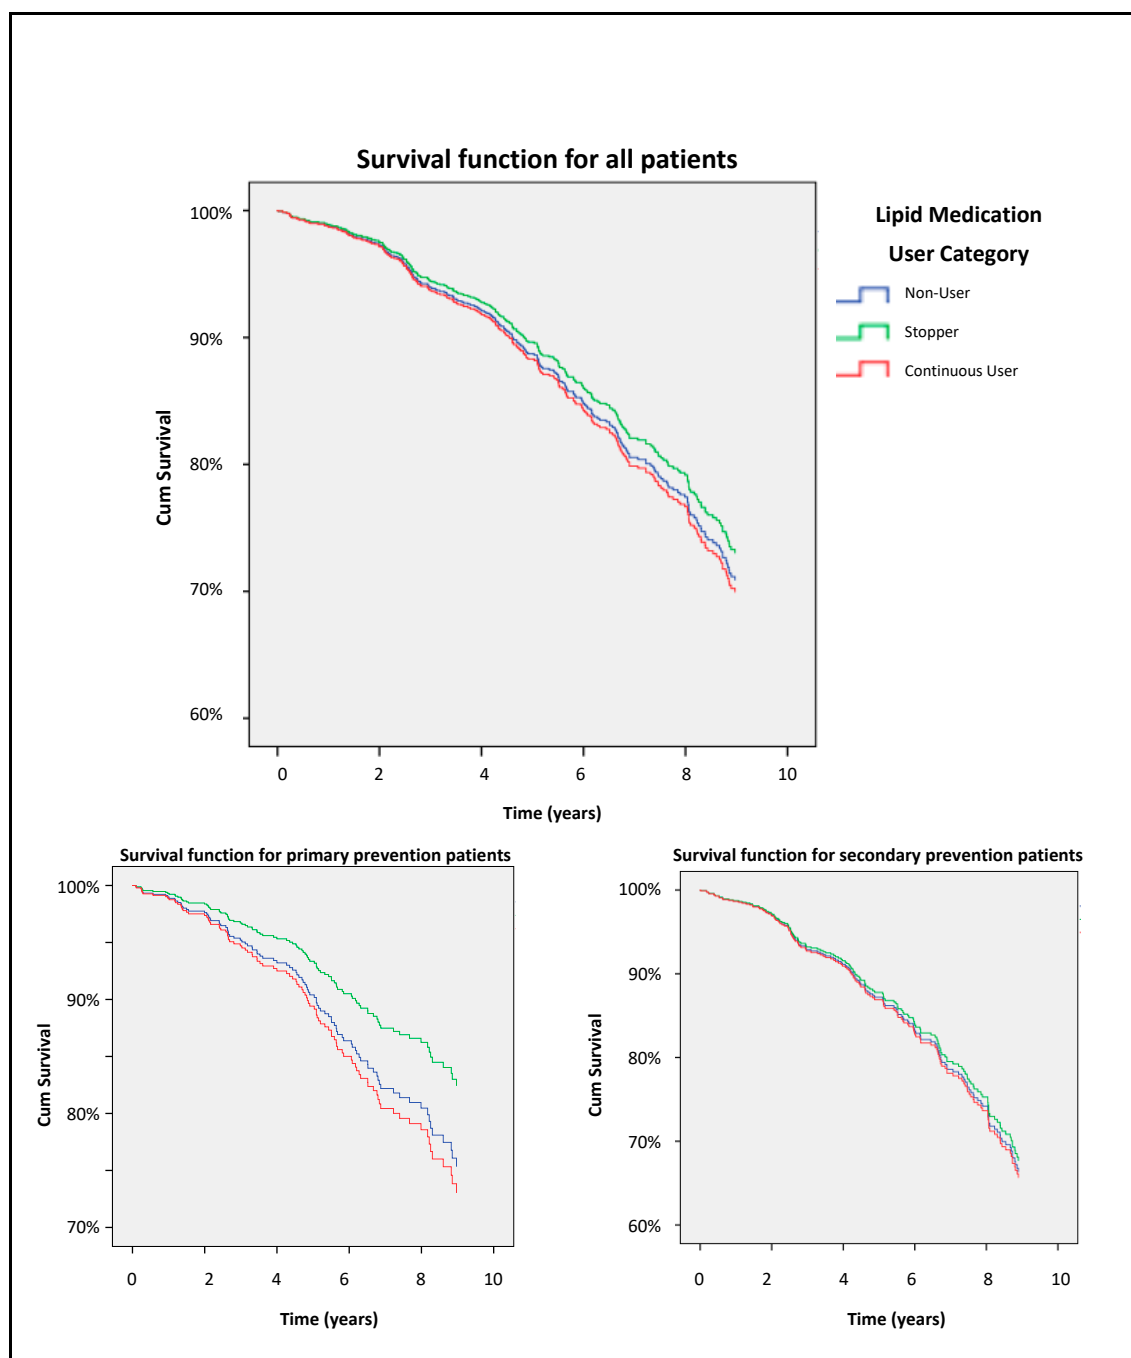 Survival function for all patients
100%
90%
80%
70%
60%
Cum Survival
0 2 4 6 8 10
Time (years)
Lipid Medication
User Category
Non-User
Stopper
Continuous User
Survival function for primary prevention patients
100%
90%
80%
70%
Cum Survival
0 2 4 6 8 10
Time (years)
Survival function for secondary prevention patients
100%
90%
80%
70%
60%
Cum Survival
0 2 4 6 8 10
Time (years)